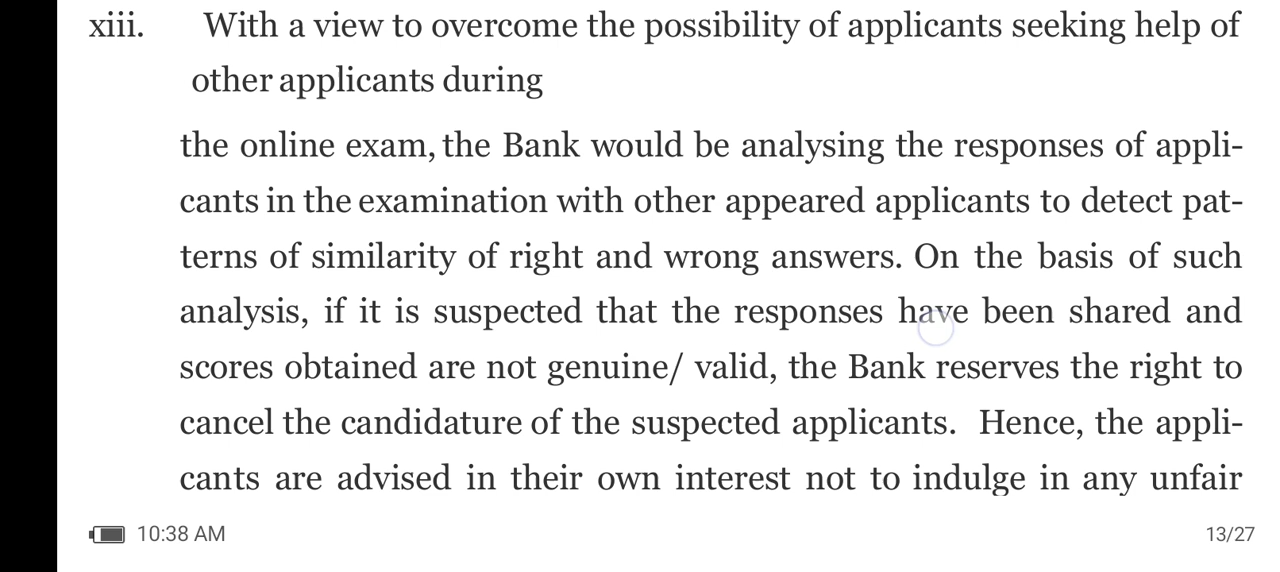 xiii. With a view to overcome the possibility of applicants seeking help of
other applicants during
the online exam, the Bank would be analysing the responses of appli-
cants in the examination with other appeared applicants to detect pat-
terns of similarity of right and wrong answers. On the basis of such
analysis, if it is suspected that the responses have been shared and
scores obtained are not genuine/ valid, the Bank reserves the right to
cancel the candidature of the suspected applicants. Hence, the appli-
cants are advised in their own interest not to indulge in any unfair
10:38 AM 13/27